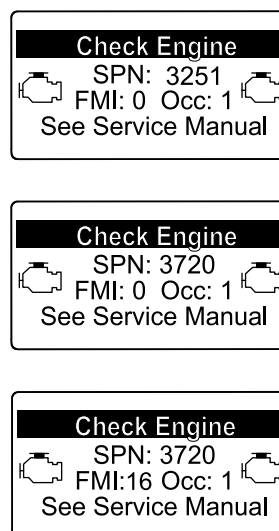 Check Engine
SPN: 3251
FMI: 0 Occ: 1
See Service Manual
Check Engine
SPN: 3720
FMI: 0 Occ: 1
See Service Manual
Check Engine
SPN: 3720
FMI:16 Occ: 1
See Service Manual